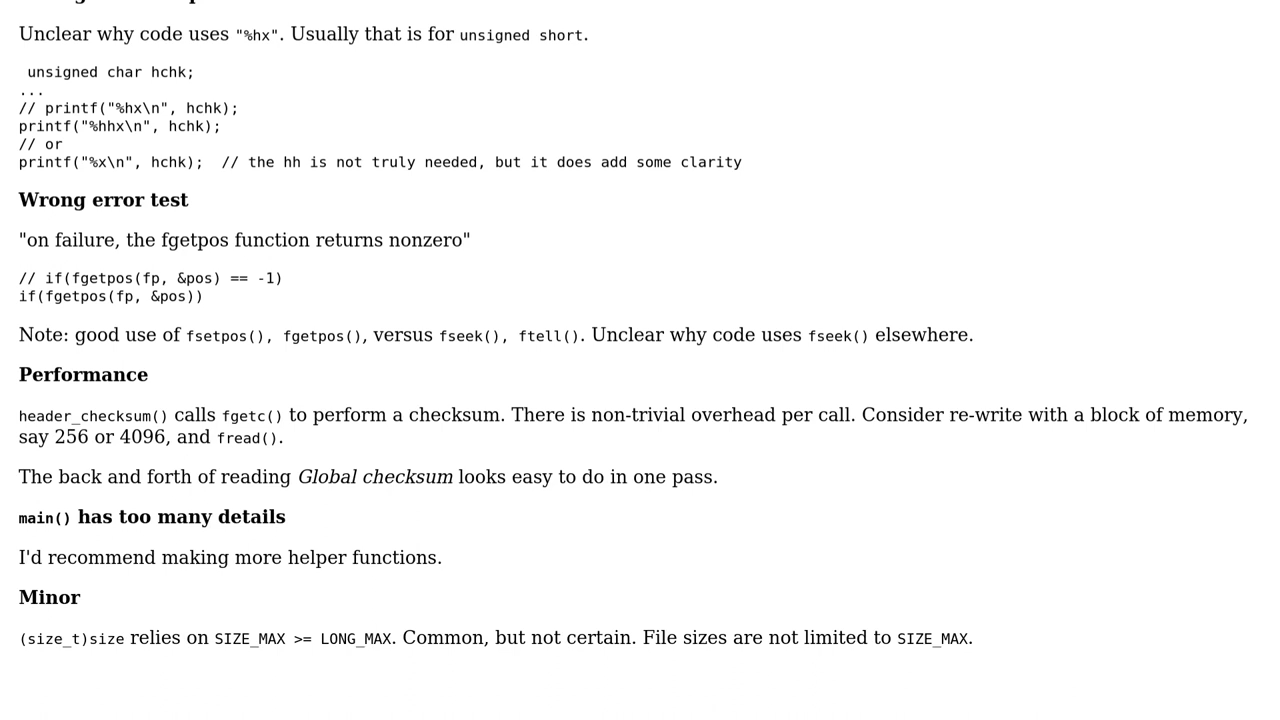 Unclear why code uses "%hx". Usually that is for unsigned short.
unsigned char hchk;
...
// printf("%hx\n", hchk);
printf("%hhx\n", hchk);
// or
printf("%x\n", hchk);  // the hh is not truly needed, but it does add some clarity
Wrong error test
"on failure, the fgetpos function returns nonzero"
// if(fgetpos(fp, &pos) == -1)
if(fgetpos(fp, &pos))
Note: good use of fsetpos(), fgetpos(), versus fseek(), ftell(). Unclear why code uses fseek() elsewhere.
Performance
header_checksum() calls fgetc() to perform a checksum. There is non-trivial overhead per call. Consider re-write with a block of memory,
say 256 or 4096, and fread().
The back and forth of reading Global checksum looks easy to do in one pass.
main() has too many details
I'd recommend making more helper functions.
Minor
(size_t)size relies on SIZE_MAX >= LONG_MAX. Common, but not certain. File sizes are not limited to SIZE_MAX.